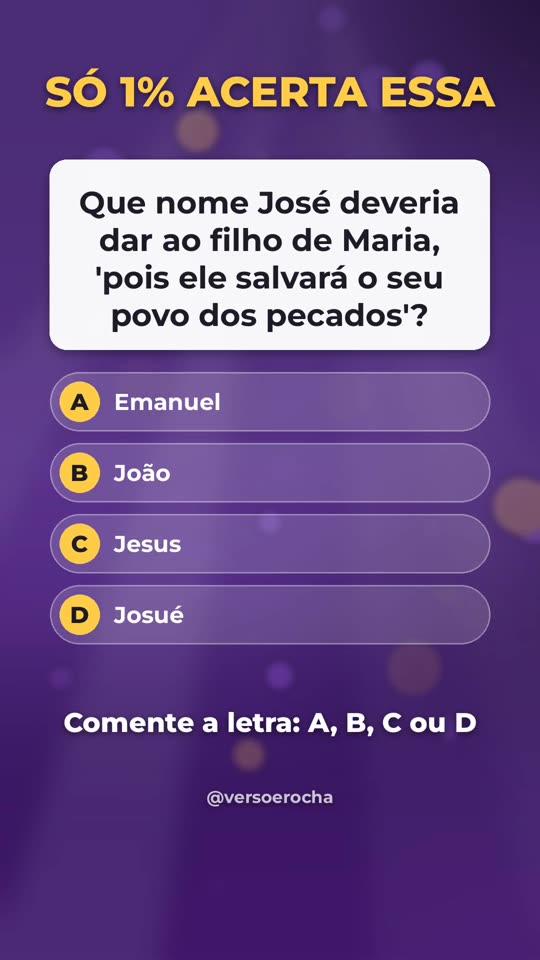 SÓ 1% ACERTA ESSA
Que nome José deveria
dar ao filho de Maria,
'pois ele salvará o seu
povo dos pecados'?
A Emanuel
B João
C Jesus
D Josué
Comente a letra: A, B, C ou D
@versoerocha